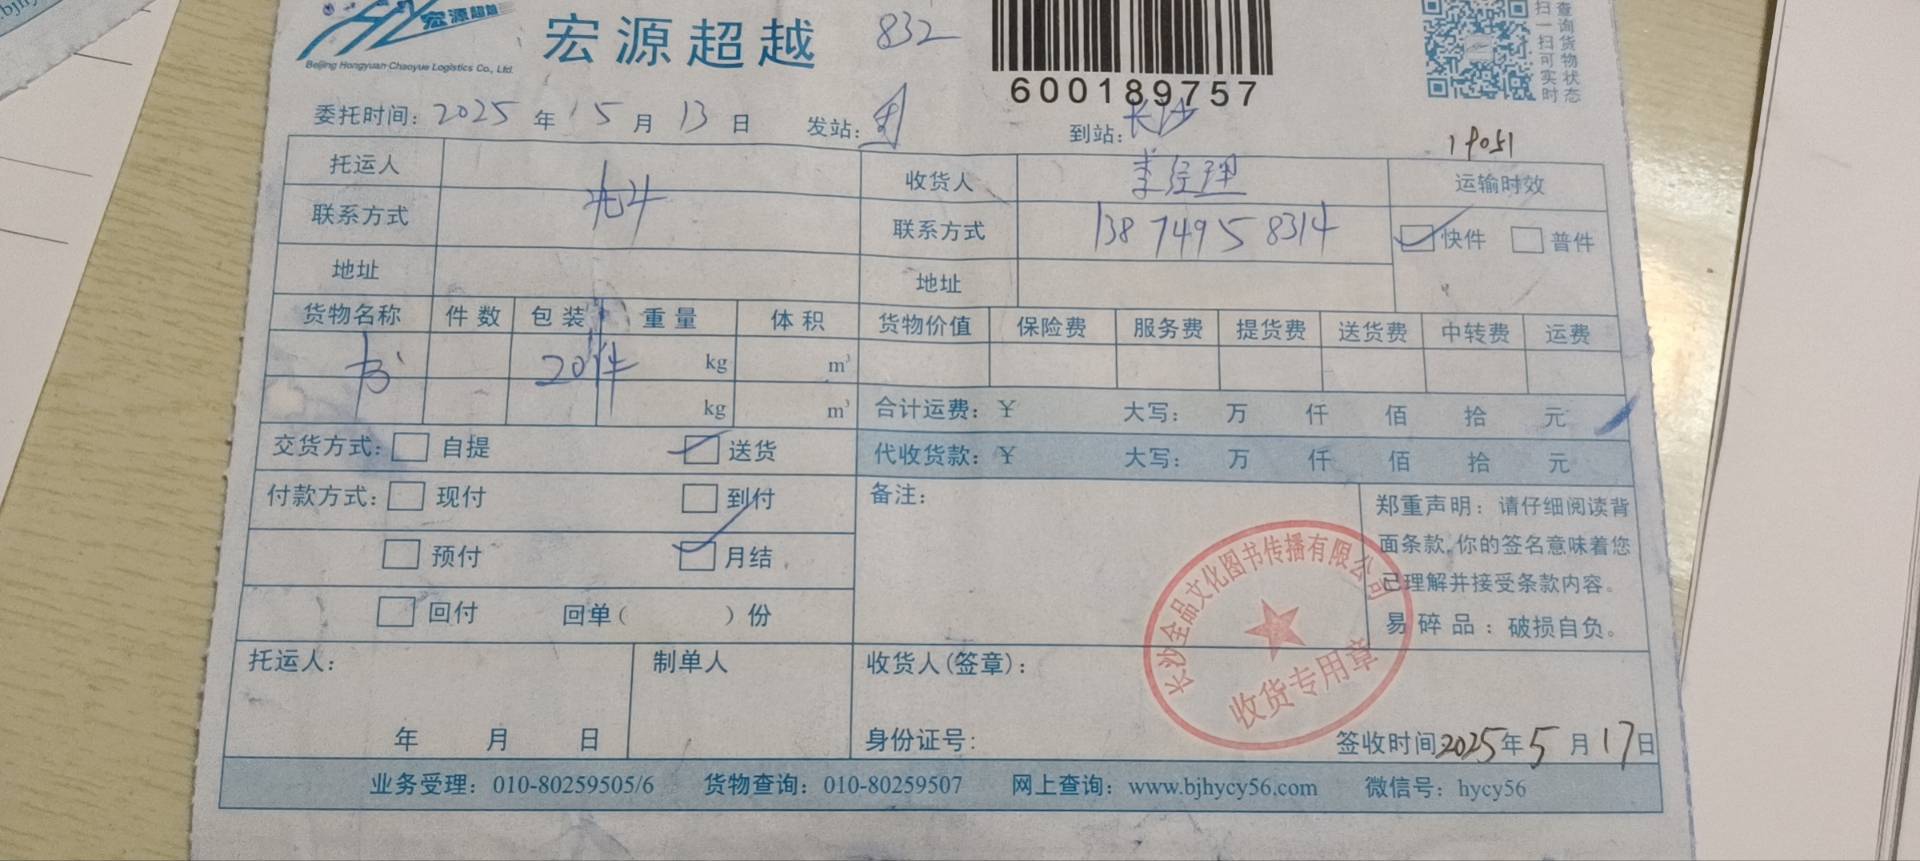 宏源超越
Beijing Hongyuan Chaoyue Logistics Co., Ltd.
宏源超越 832
600189757
查询货物状态
扫一扫可实时
委托时间：2025年5月13日 发站： 到站：长沙
托运人 收货人 李经理 运输时效
联系方式 联系方式 13874958314 快件 普件
地址 地址
货物名称 件数 包装 重量 体积 货物价值 保险费 服务费 提货费 送货费 中转费 运费
书 20件 kg m³
kg m³ 合计运费：￥ 大写： 万 仟 佰 拾 元
交货方式： 自提 送货 代收货款：￥ 大写： 万 仟 佰 拾 元
付款方式： 现付 到付 备注：
预付 月结
回付 回单（ ）份
郑重声明：请仔细阅读背
面条款,你的签名意味着您
已理解并接受条款内容。
易碎品：破损自负。
长沙全品文化图书传播有限公司
收货专用章
托运人： 制单人 收货人(签章)：
年 月 日 身份证号： 签收时间2025年5月17日
业务受理：010-80259505/6 货物查询：010-80259507 网上查询：www.bjhycy56.com 微信号：hycy56